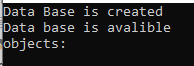 Data Base is created
Data base is avalible
objects: